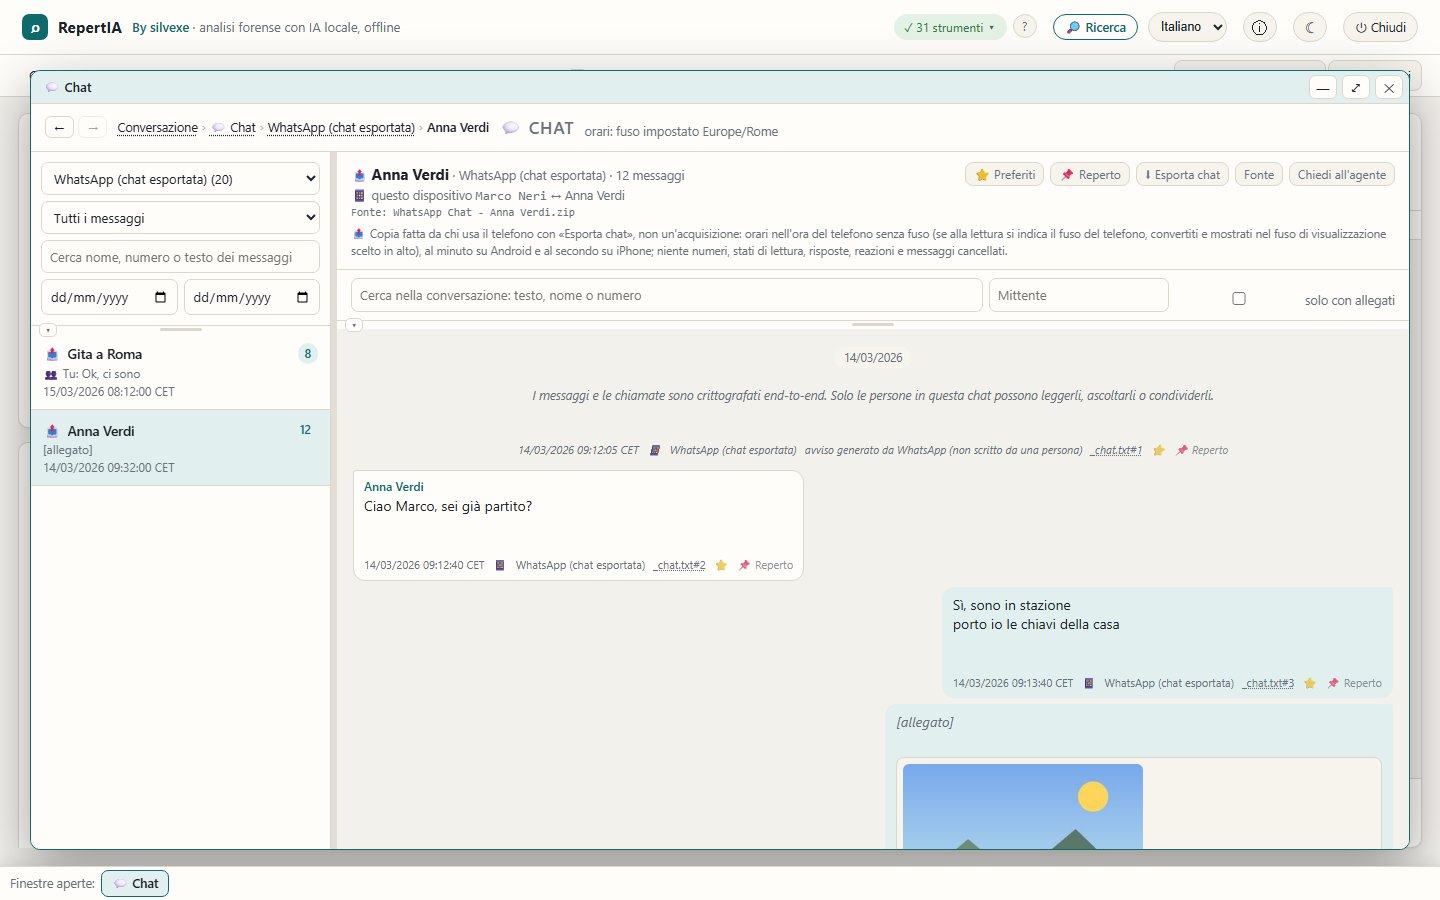 RepertIA By silvexe · analisi forense con IA locale, offline
✓ 31 strumenti ▾
?
Ricerca
Italiano
Chiudi
Chat
Conversazione › Chat › WhatsApp (chat esportata) › Anna Verdi
CHAT orari: fuso impostato Europe/Rome
WhatsApp (chat esportata) (20)
Tutti i messaggi
Cerca nome, numero o testo dei messaggi
dd/mm/yyyy dd/mm/yyyy
Gita a Roma 8
Tu: Ok, ci sono
15/03/2026 08:12:00 CET
Anna Verdi 12
[allegato]
14/03/2026 09:32:00 CET
Anna Verdi · WhatsApp (chat esportata) · 12 messaggi
Preferiti
Reperto
Esporta chat
Fonte
Chiedi all'agente
questo dispositivo Marco Neri ↔ Anna Verdi
Fonte: WhatsApp Chat - Anna Verdi.zip
Copia fatta da chi usa il telefono con «Esporta chat», non un'acquisizione: orari nell'ora del telefono senza fuso (se alla lettura si indica il fuso del telefono, convertiti e mostrati nel fuso di visualizzazione
scelto in alto), al minuto su Android e al secondo su iPhone; niente numeri, stati di lettura, risposte, reazioni e messaggi cancellati.
Cerca nella conversazione: testo, nome o numero
Mittente
solo con allegati
14/03/2026
I messaggi e le chiamate sono crittografati end-to-end. Solo le persone in questa chat possono leggerli, ascoltarli o condividerli.
14/03/2026 09:12:05 CET WhatsApp (chat esportata) avviso generato da WhatsApp (non scritto da una persona) _chat.txt#1 Reperto
Anna Verdi
Ciao Marco, sei già partito?
14/03/2026 09:12:40 CET WhatsApp (chat esportata) _chat.txt#2 Reperto
Sì, sono in stazione
porto io le chiavi della casa
14/03/2026 09:13:40 CET WhatsApp (chat esportata) _chat.txt#3 Reperto
[allegato]
Finestre aperte: Chat